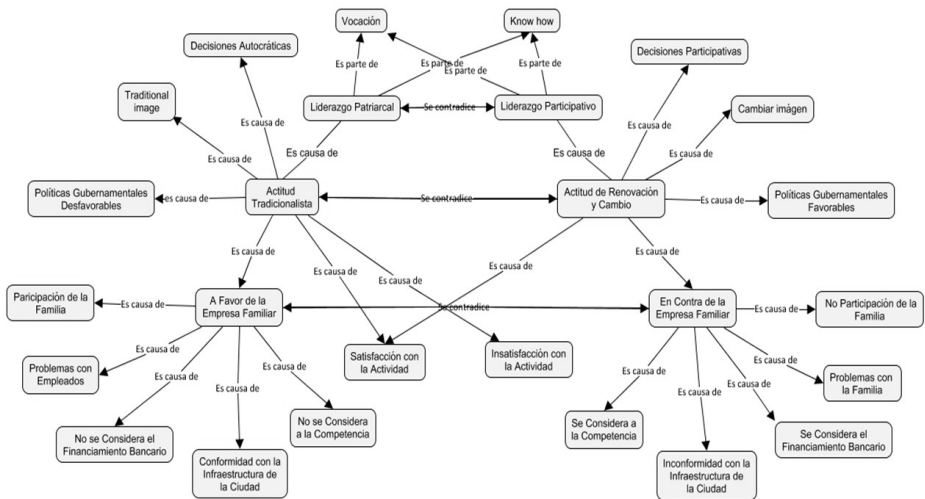 Vocación
Know how
Decisiones Autocráticas
Decisiones Participativas
Es parte de
Es parte de
Es parte de
Es parte de
Traditional
image
Liderazgo Patriarcal
Se contradice
Liderazgo Participativo
Cambiar imágen
Es causa de
Es causa de
Es causa de
Es causa de
Es causa de
Es causa de
Políticas Gubernamentales
Desfavorables
es causa de
Actitud
Tradicionalista
Se contradice
Actitud de Renovación
y Cambio
Es causa de
Políticas Gubernamentales
Favorables
Es causa de
Es causa de
Es causa de
Es causa de
Es causa de
Paricipación de la
Familia
Es causa de
A Favor de la
Empresa Familiar
Se contradice
En Contra de la
Empresa Familiar
Es causa de
No Participación de la
Familia
Problemas con
Empleados
Es causa de
Es causa de
Es causa de
Es causa de
Satisfacción con
la Actividad
Insatisfacción con
la Actividad
Es causa de
Es causa de
Es causa de
Es causa de
Problemas con
la Familia
No se Considera el
Financiamiento Bancario
Conformidad con la
Infraestructura de
la Ciudad
No se Considera
a la Competencia
Se Considera a
la Competencia
Inconformidad con la
Infraestructura de
la Ciudad
Se Considera el
Financiamiento Bancario